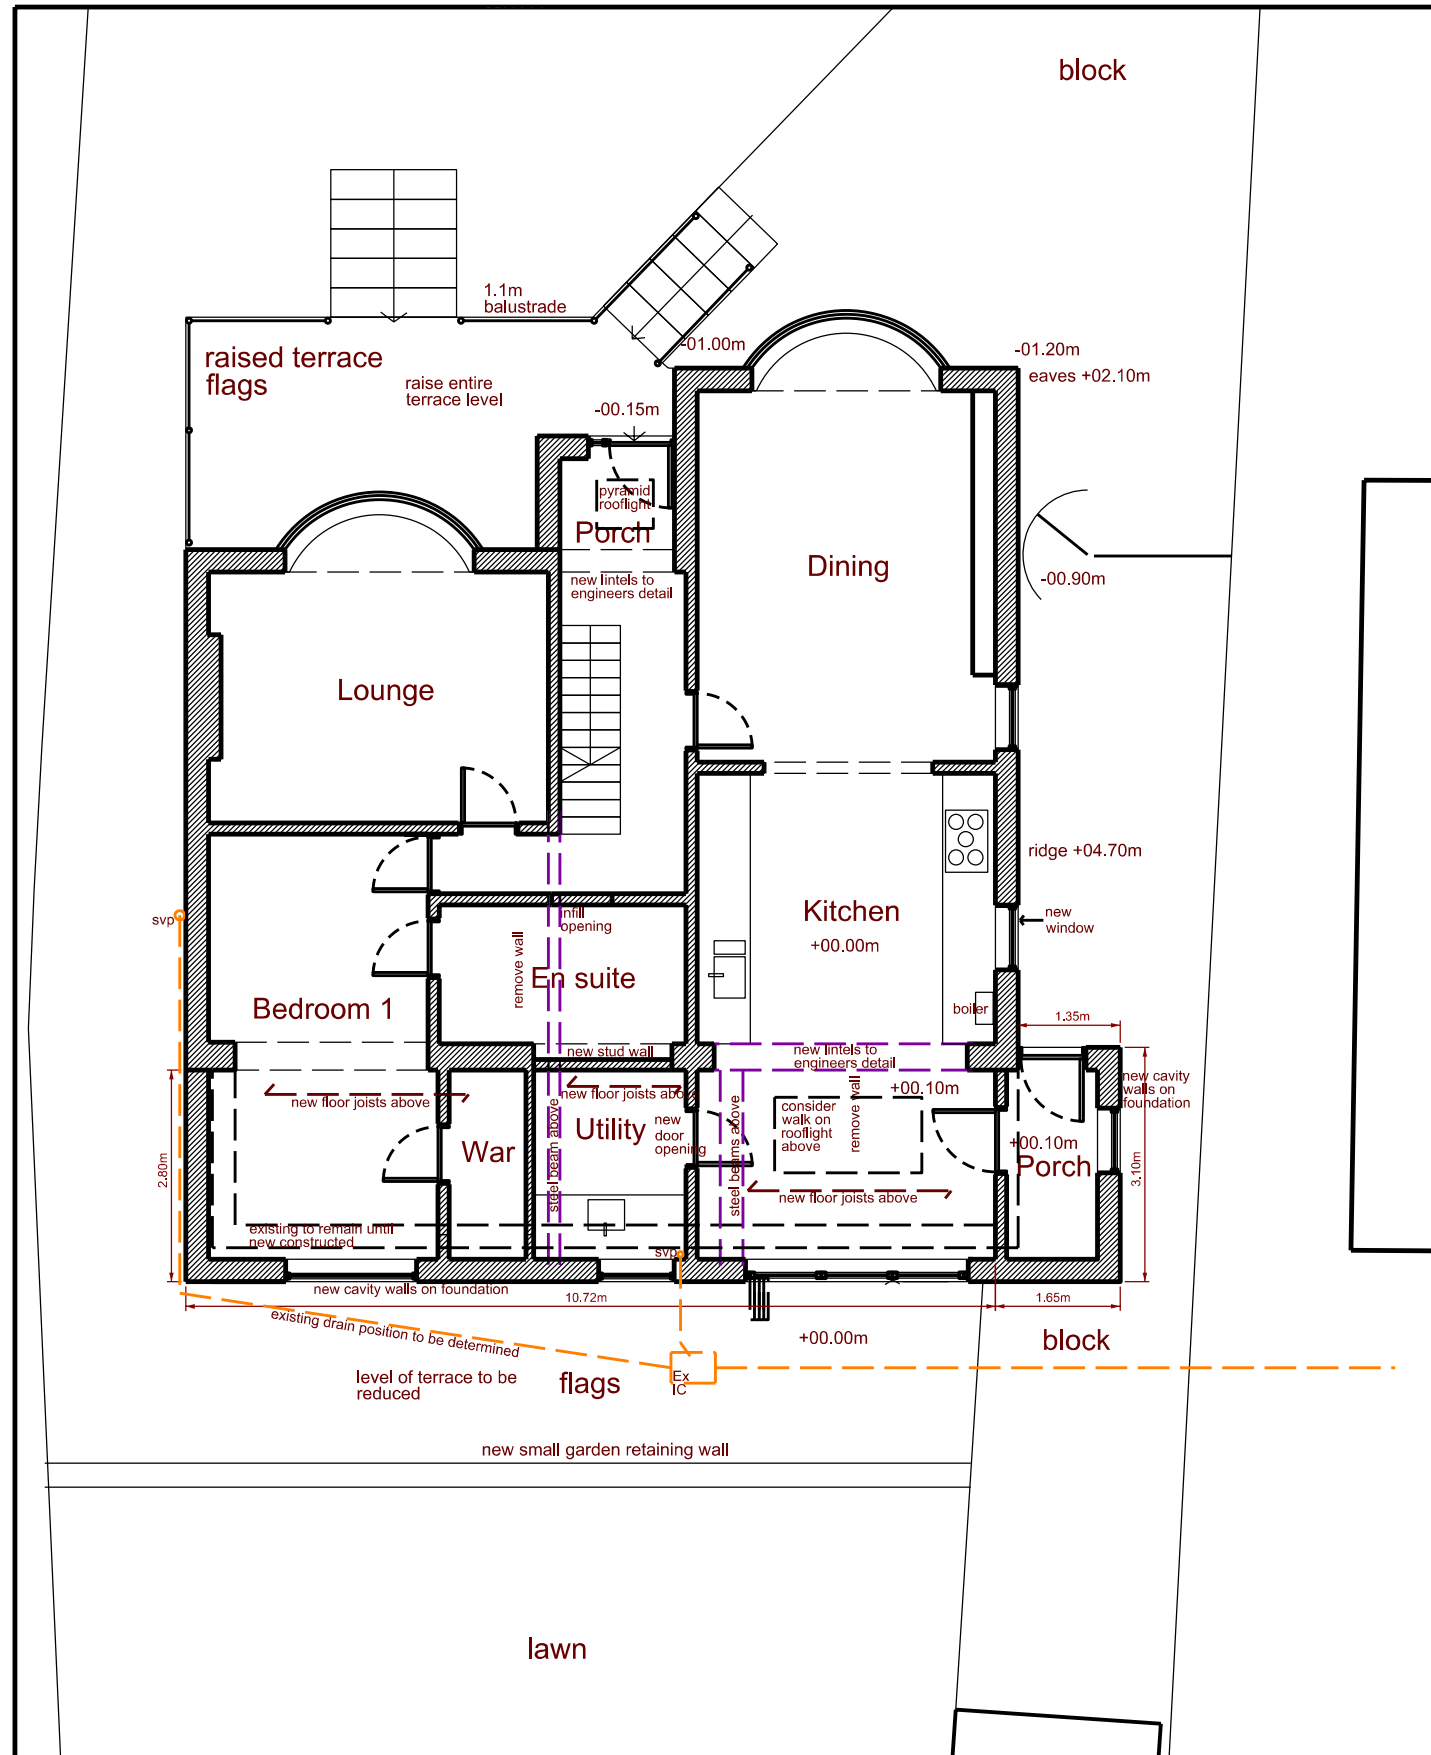 block
1.1m
balustrade
-01.00m
-01.20m
eaves +02.10m
raised terrace
flags
raise entire
terrace level
-00.15m
pyramid
rooflight
Porch
new lintels to
engineers detail
Dining
-00.90m
Lounge
ridge +04.70m
svp
infill
opening
remove wall
En suite
Kitchen
+00.00m
new
window
Bedroom 1
boiler
1.35m
new stud wall
new lintels to
engineers detail
+00.10m
new cavity
walls on
foundation
new floor joists above
new floor joists above
steel beam above
Utility
new
door
opening
steel beams above
consider
walk on
rooflight
above
remove wall
War
+00.10m
Porch
2.80m
3.10m
new floor joists above
existing to remain until
new constructed
svp
new cavity walls on foundation
10.72m
1.65m
existing drain position to be determined
+00.00m
block
level of terrace to be
reduced
flags
Ex
IC
new small garden retaining wall
lawn